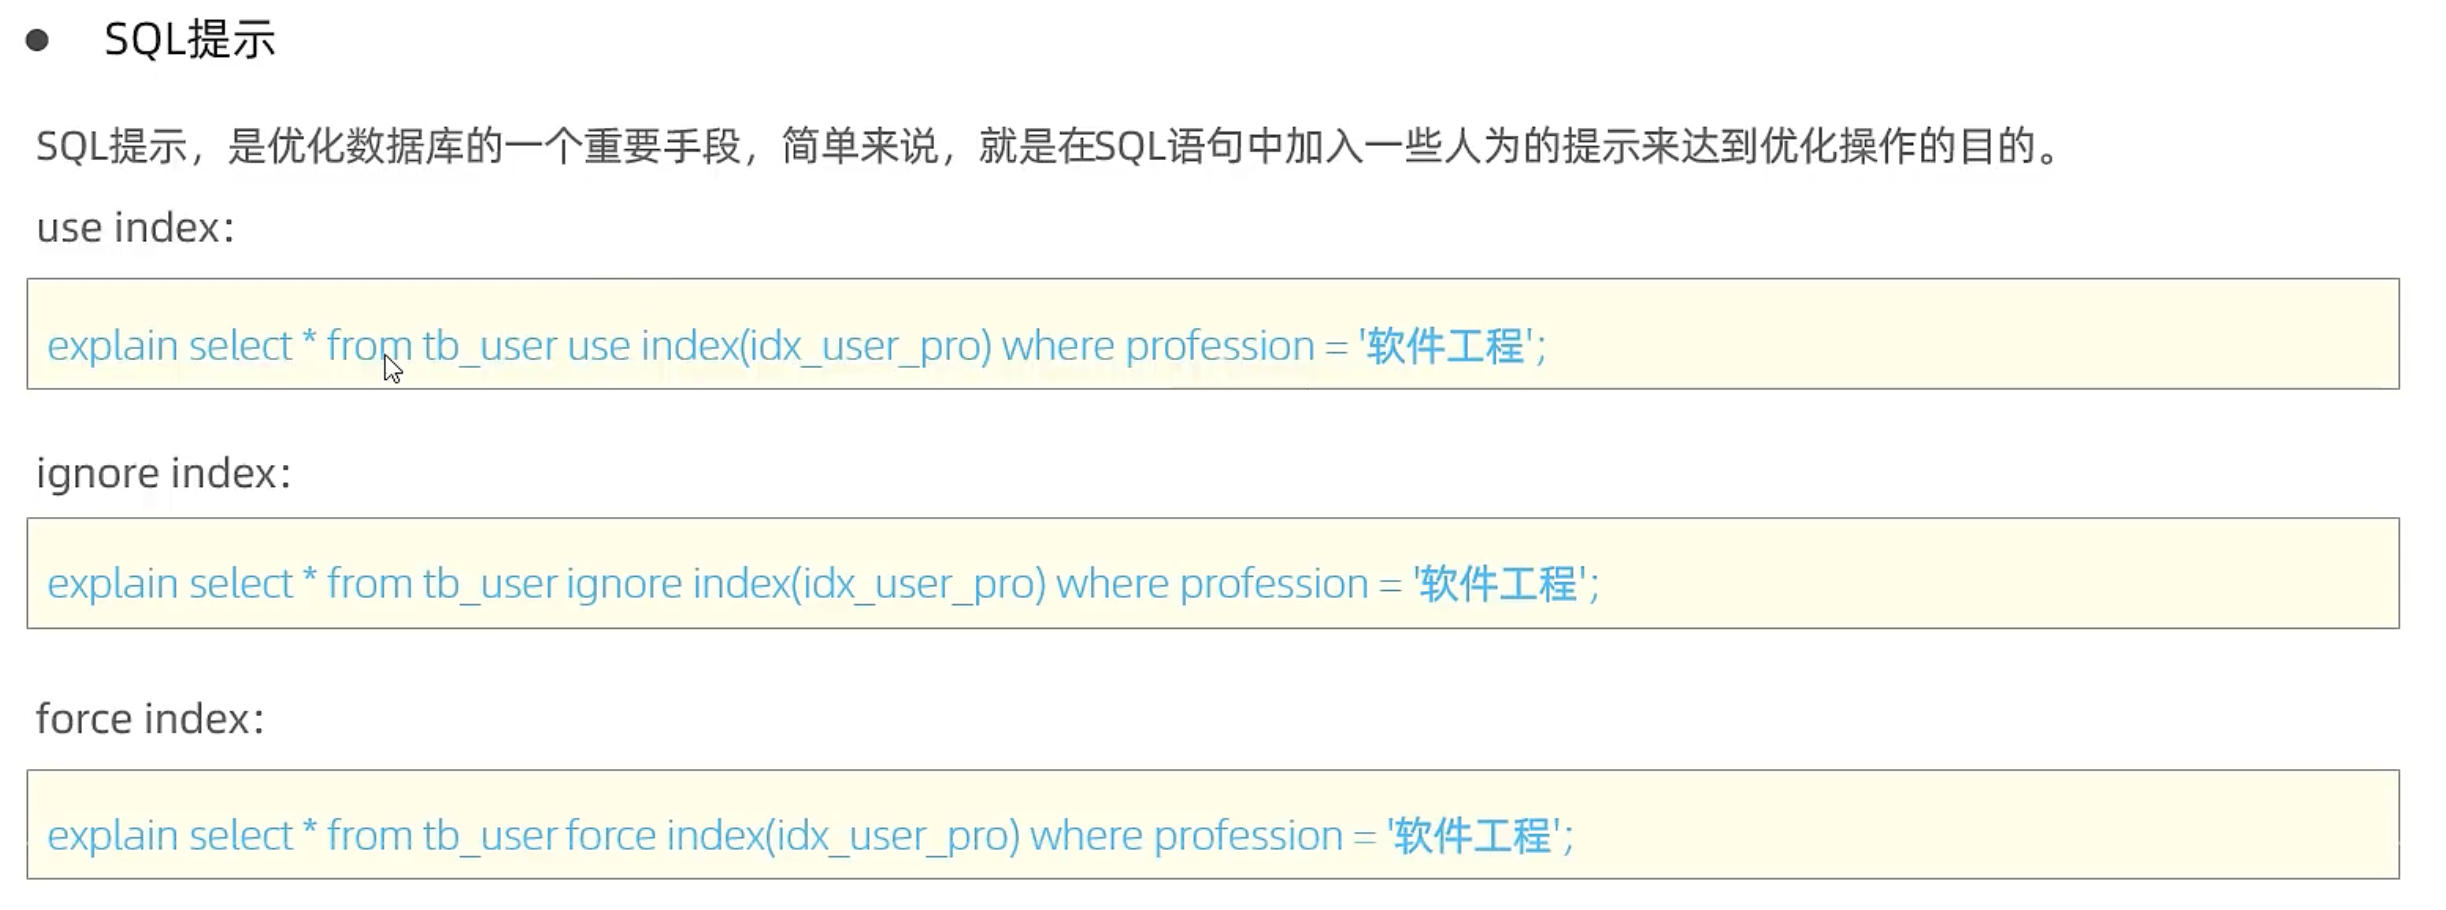 SQL提示
SQL提示，是优化数据库的一个重要手段，简单来说，就是在SQL语句中加入一些人为的提示来达到优化操作的目的。
use index：
explain select * from tb_user use index(idx_user_pro) where profession = '软件工程';
ignore index：
explain select * from tb_user ignore index(idx_user_pro) where profession = '软件工程';
force index：
explain select * from tb_user force index(idx_user_pro) where profession = '软件工程';